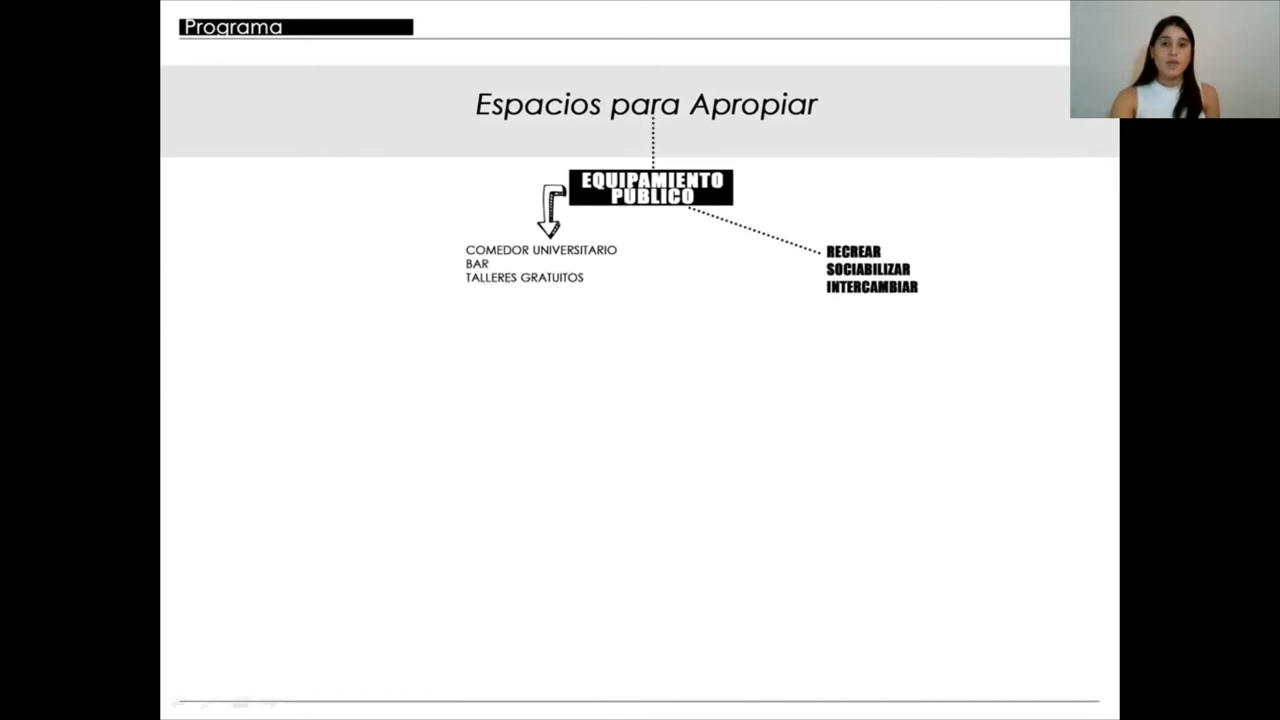 Programa
Espacios para Apropiar
EQUIPAMIENTO
PUBLICO
COMEDOR UNIVERSITARIO
BAR
TALLERES GRATUITOS
RECREAR
SOCIABILIZAR
INTERCAMBIAR